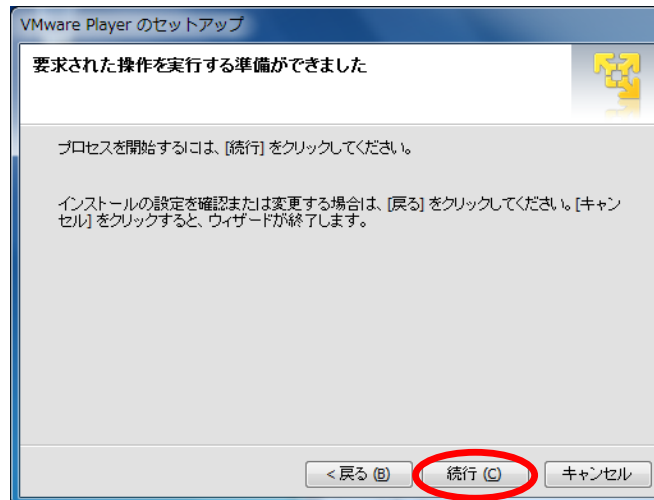 VMware Player のセットアップ
要求された操作を実行する準備ができました
プロセスを開始するには、[続行] をクリックしてください。
インストールの設定を確認または変更する場合は、[戻る] をクリックしてください。[キャン
セル] をクリックすると、ウィザードが終了します。
< 戻る (B) 続行 (C) キャンセル